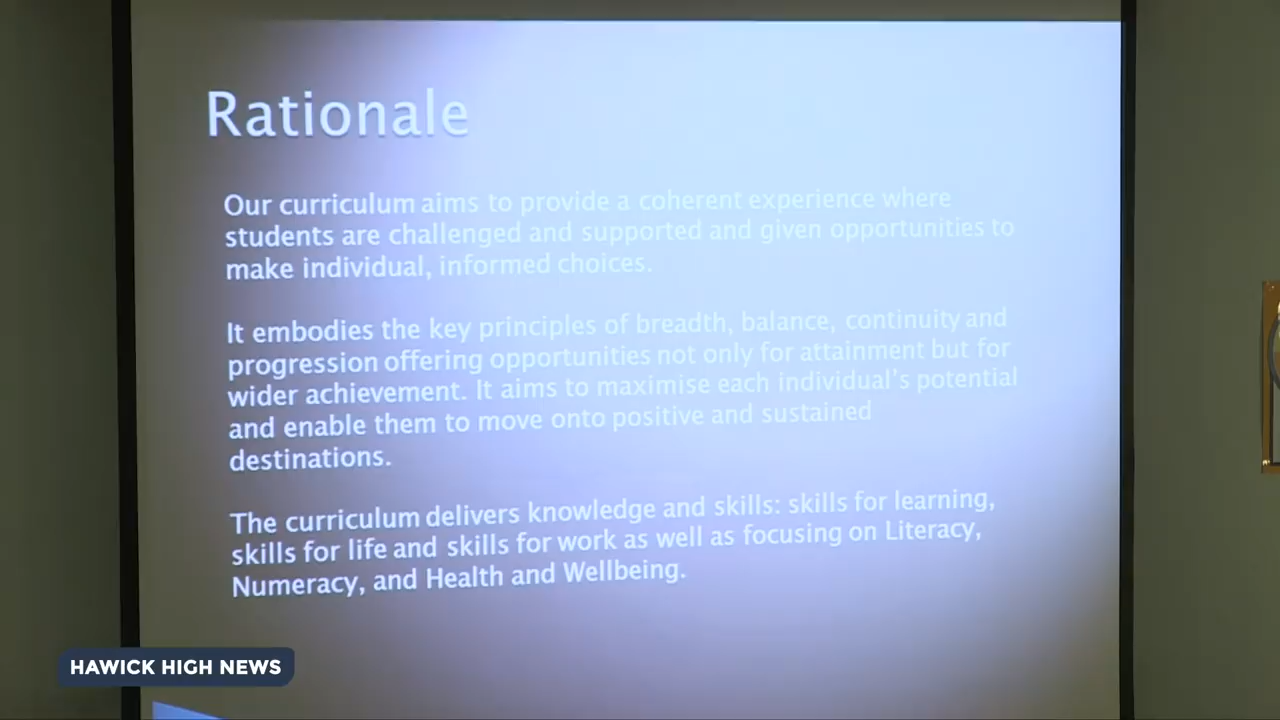 Rationale
Our curriculum aims to provide a coherent experience where
students are challenged and supported and given opportunities to
make individual, informed choices.
It embodies the key principles of breadth, balance, continuity and
progression offering opportunities not only for attainment but for
wider achievement. It aims to maximise each individual's potential
and enable them to move onto positive and sustained
destinations.
The curriculum delivers knowledge and skills: skills for learning,
skills for life and skills for work as well as focusing on Literacy,
Numeracy, and Health and Wellbeing.
HAWICK HIGH NEWS